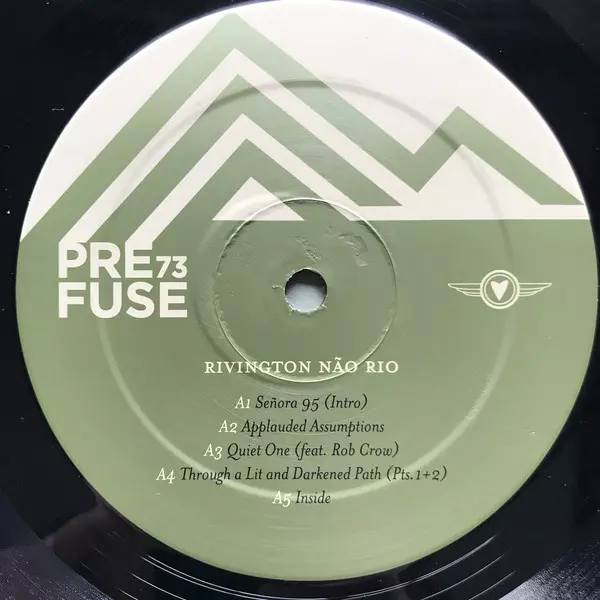 PRE73
FUSE
RIVINGTON NÃO RIO
A1 Señora 95 (Intro)
A2 Applauded Assumptions
A3 Quiet One (feat. Rob Crow)
A4 Through a Lit and Darkened Path (Pts.1+2)
A5 Inside